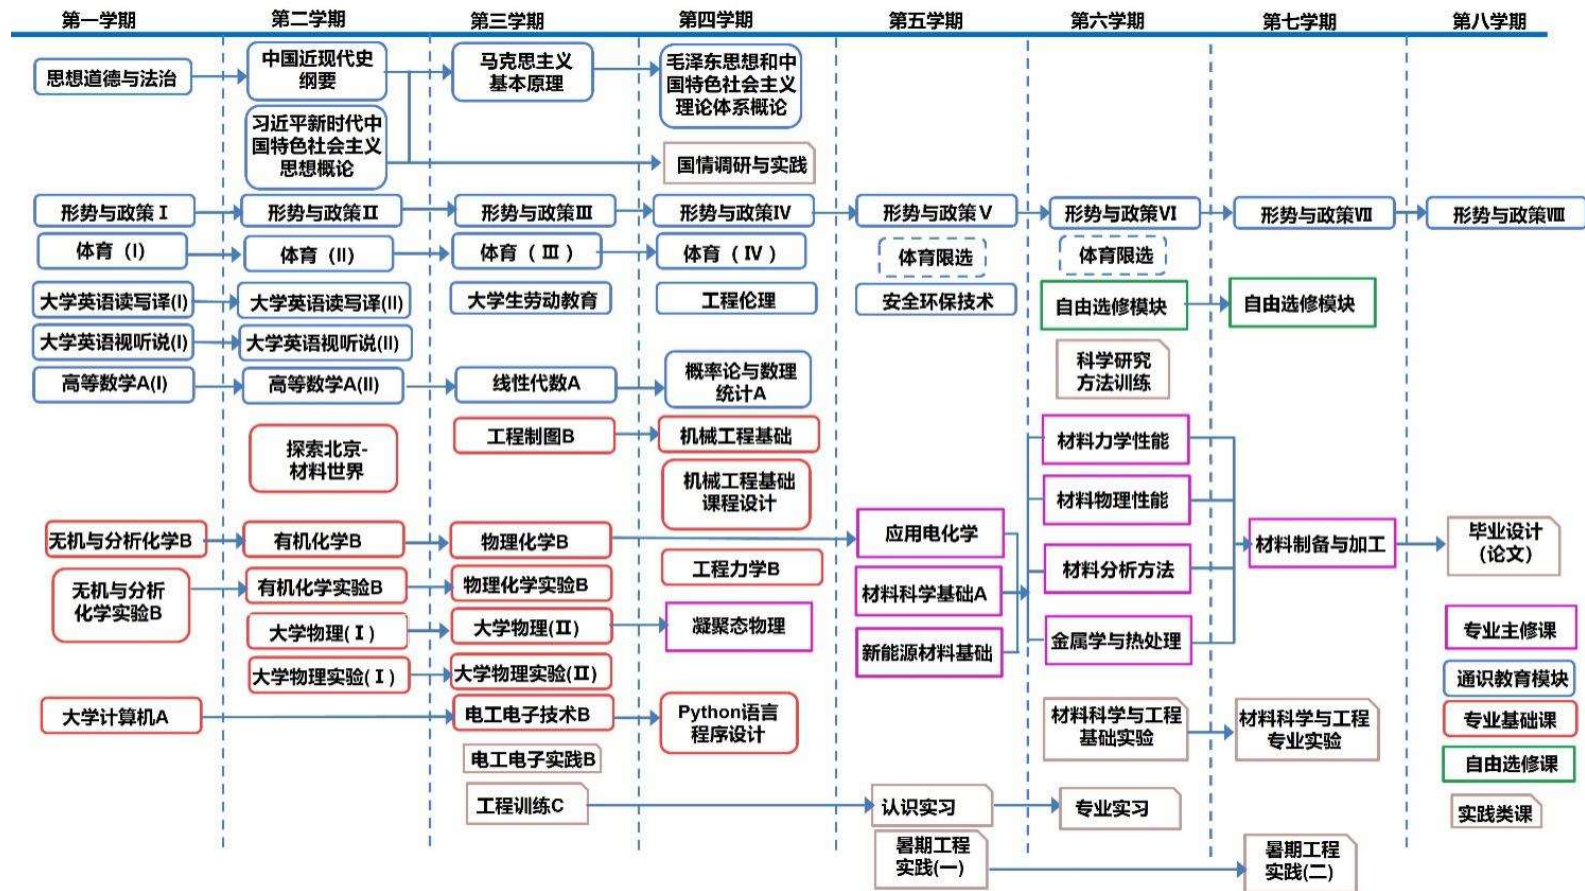 第一学期
第二学期
第三学期
第四学期
第五学期
第六学期
第七学期
第八学期
思想道德与法治
中国近现代史
纲要
马克思主义
基本原理
毛泽东思想和中
国特色社会主义
理论体系概论
习近平新时代中
国特色社会主义
思想概论
国情调研与实践
形势与政策Ⅰ
形势与政策Ⅱ
形势与政策Ⅲ
形势与政策Ⅳ
形势与政策Ⅴ
形势与政策Ⅵ
形势与政策Ⅶ
形势与政策Ⅷ
体育（I）
体育（II）
体育（Ⅲ）
体育（Ⅳ）
体育限选
体育限选
大学英语读写译(I)
大学英语读写译(II)
大学生劳动教育
工程伦理
安全环保技术
自由选修模块
自由选修模块
大学英语视听说(I)
大学英语视听说(II)
科学研究
方法训练
高等数学A(I)
高等数学A(II)
线性代数A
概率论与数理
统计A
探索北京-
材料世界
工程制图B
机械工程基础
材料力学性能
机械工程基础
课程设计
材料物理性能
无机与分析化学B
有机化学B
物理化学B
应用电化学
材料制备与加工
毕业设计
（论文）
无机与分析
化学实验B
有机化学实验B
物理化学实验B
工程力学B
材料科学基础A
材料分析方法
大学物理(Ⅰ)
大学物理(Ⅱ)
凝聚态物理
新能源材料基础
金属学与热处理
专业主修课
大学物理实验(Ⅰ)
大学物理实验(Ⅱ)
通识教育模块
大学计算机A
电工电子技术B
Python语言
程序设计
材料科学与工程
基础实验
材料科学与工程
专业实验
专业基础课
电工电子实践B
自由选修课
工程训练C
认识实习
专业实习
实践类课
暑期工程
实践(一)
暑期工程
实践(二)